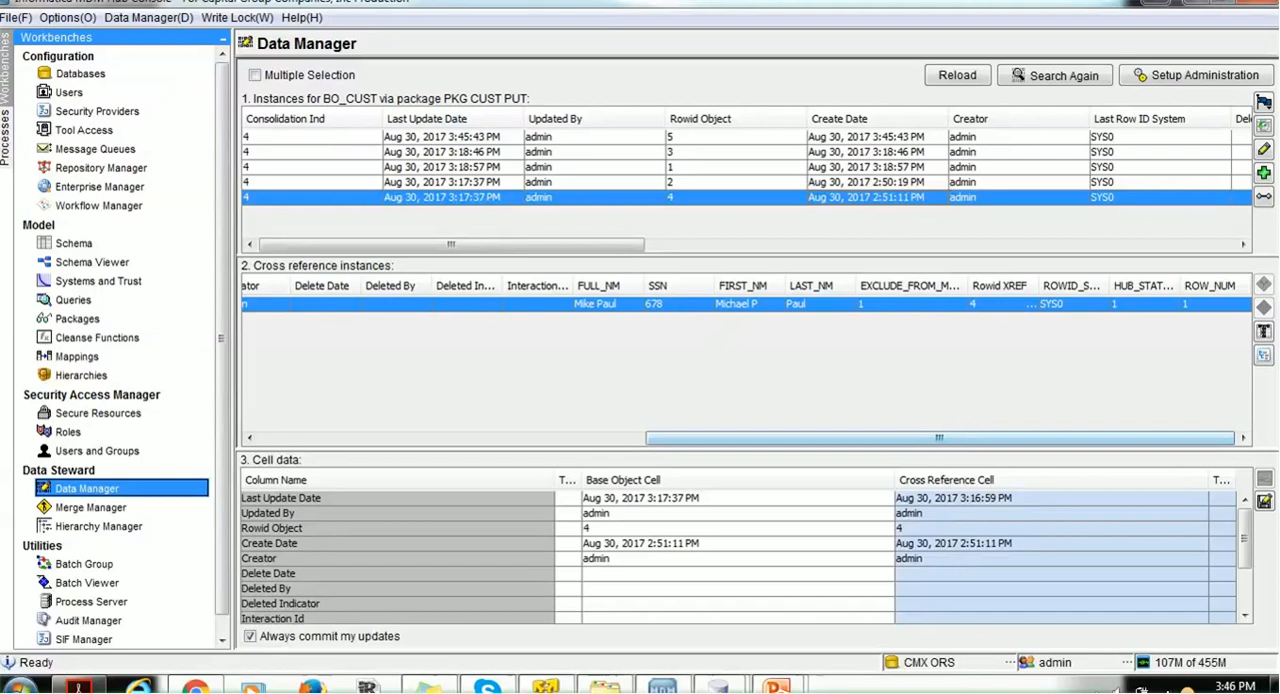 Informatica MDM Hub Console - For Capital Group Companies, Inc Production
File(F) Options(O) Data Manager(D) Write Lock(W) Help(H)
Workbenches
Processes
Workbenches
Configuration
Databases
Users
Security Providers
Tool Access
Message Queues
Repository Manager
Enterprise Manager
Workflow Manager
Model
Schema
Schema Viewer
Systems and Trust
Queries
Packages
Cleanse Functions
Mappings
Hierarchies
Security Access Manager
Secure Resources
Roles
Users and Groups
Data Steward
Data Manager
Merge Manager
Hierarchy Manager
Utilities
Batch Group
Batch Viewer
Process Server
Audit Manager
SIF Manager
Data Manager
Multiple Selection Reload Search Again Setup Administration
1. Instances for BO_CUST via package PKG CUST PUT:
Consolidation Ind Last Update Date Updated By Rowid Object Create Date Creator Last Row ID System Del
4 Aug 30, 2017 3:45:43 PM admin 5 Aug 30, 2017 3:45:43 PM admin SYS0
4 Aug 30, 2017 3:18:46 PM admin 3 Aug 30, 2017 3:18:46 PM admin SYS0
4 Aug 30, 2017 3:18:57 PM admin 1 Aug 30, 2017 3:18:57 PM admin SYS0
4 Aug 30, 2017 3:17:37 PM admin 2 Aug 30, 2017 2:50:19 PM admin SYS0
4 Aug 30, 2017 3:17:37 PM admin 4 Aug 30, 2017 2:51:11 PM admin SYS0
2. Cross reference instances:
ator Delete Date Deleted By Deleted In... Interaction... FULL_NM SSN FIRST_NM LAST_NM EXCLUDE_FROM_M... Rowid XREF ROWID_S... HUB_STAT... ROW_NUM
n Mike Paul 678 Michael P Paul 1 4 ... SYS0 1 1
3. Cell data:
Column Name T... Base Object Cell Cross Reference Cell T...
Last Update Date Aug 30, 2017 3:17:37 PM Aug 30, 2017 3:16:59 PM
Updated By admin admin
Rowid Object 4 4
Create Date Aug 30, 2017 2:51:11 PM Aug 30, 2017 2:51:11 PM
Creator admin admin
Delete Date
Deleted By
Deleted Indicator
Interaction Id
Always commit my updates
Ready CMX ORS ... admin ... 107M of 455M
3:46 PM